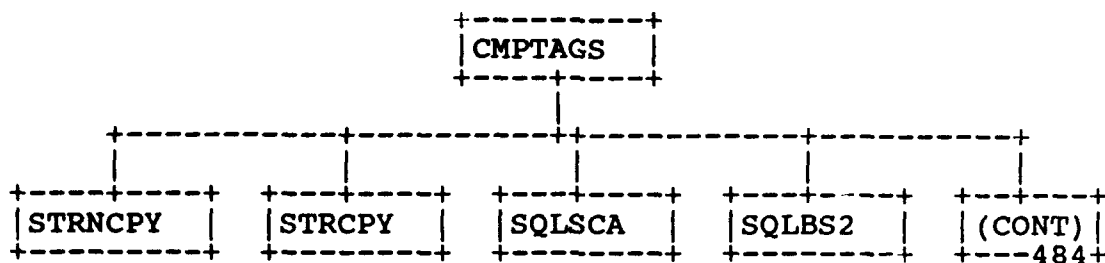 CMPTAGS
STRNCPY STRCPY SQLSCA SQLBS2 (CONT)
484